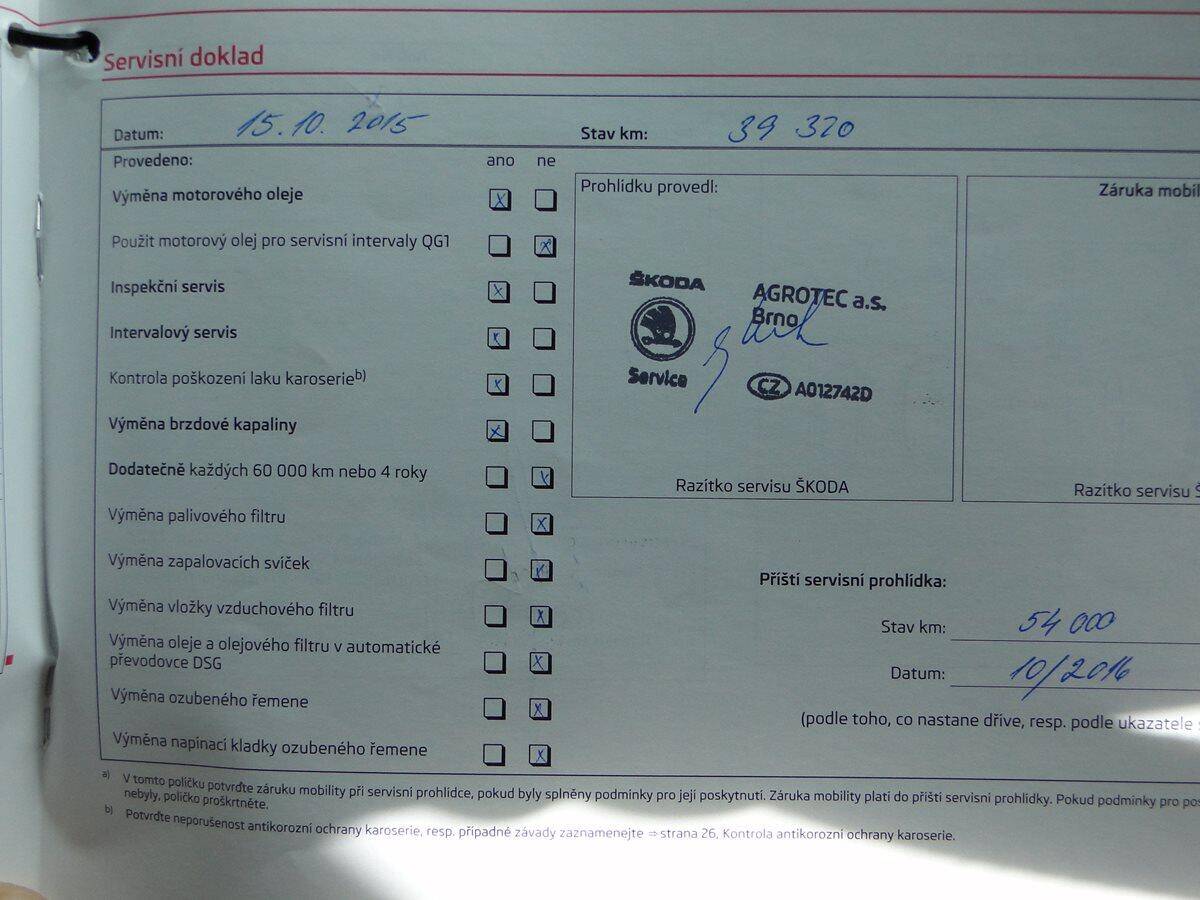 Servisní doklad
Datum: 15.10. 2015 Stav km: 39 320
Provedeno: ano ne
Výměna motorového oleje
Použit motorový olej pro servisní intervaly QG1
Inspekční servis
Intervalový servis
Kontrola poškození laku karoserieb)
Výměna brzdové kapaliny
Dodatečně každých 60 000 km nebo 4 roky
Výměna palivového filtru
Výměna zapalovacích svíček
Výměna vložky vzduchového filtru
Výměna oleje a olejového filtru v automatické
převodovce DSG
Výměna ozubeného řemene
Výměna napínací kladky ozubeného řemene
Prohlídku provedl:
ŠKODA
Service
AGROTEC a.s.
Brno
CZ A012742D
Razítko servisu ŠKODA
Záruka mobil
Razítko servisu Š
Příští servisní prohlídka:
Stav km: 54 000
Datum: 10/2016
(podle toho, co nastane dříve, resp. podle ukazatele s
a) V tomto políčku potvrďte záruku mobility při servisní prohlídce, pokud byly splněny podmínky pro její poskytnutí. Záruka mobility platí do příští servisní prohlídky. Pokud podmínky pro pos
nebyly, políčko proškrtněte.
b) Potvrďte neporušenost antikorozní ochrany karoserie, resp. případné závady zaznamenejte ⇒ strana 26, Kontrola antikorozní ochrany karoserie.